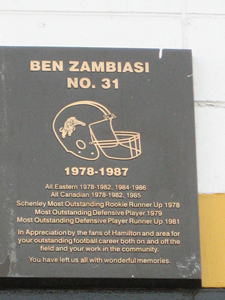 BEN ZAMBIASI
NO. 31
1978-1987
All Eastern 1978-1982, 1984-1986
All Canadian 1978-1982, 1985
Schenley Most Outstanding Rookie Runner Up 1978
Most Outstanding Defensive Player 1979
Most Outstanding Defensive Player Runner Up 1981
In Appreciation by the fans of Hamilton and area for
your outstanding football career both on and off the
field and your work in the community.
You have left us all with wonderful memories.